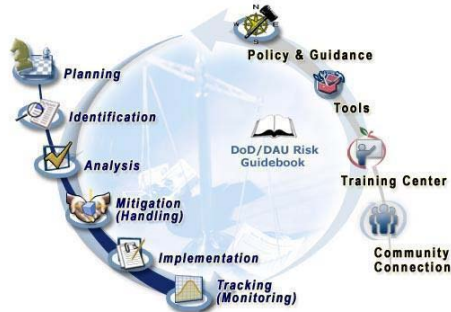 Policy & Guidance
Planning
Tools
Identification
DoD/DAU Risk
Guidebook
Analysis
Training Center
Mitigation
(Handling)
Community
Connection
Implementation
Tracking
(Monitoring)